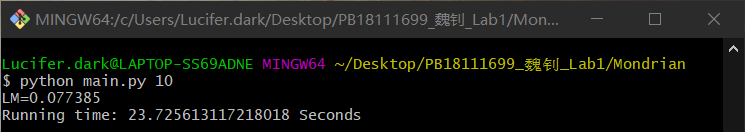 MINGW64:/c/Users/Lucifer.dark/Desktop/PB18111699_魏钊_Lab1/Mon...
Lucifer.dark@LAPTOP-SS69ADNE MINGW64 ~/Desktop/PB18111699_魏钊_Lab1/Mondrian
$ python main.py 10
LM=0.077385
Running time: 23.725613117218018 Seconds